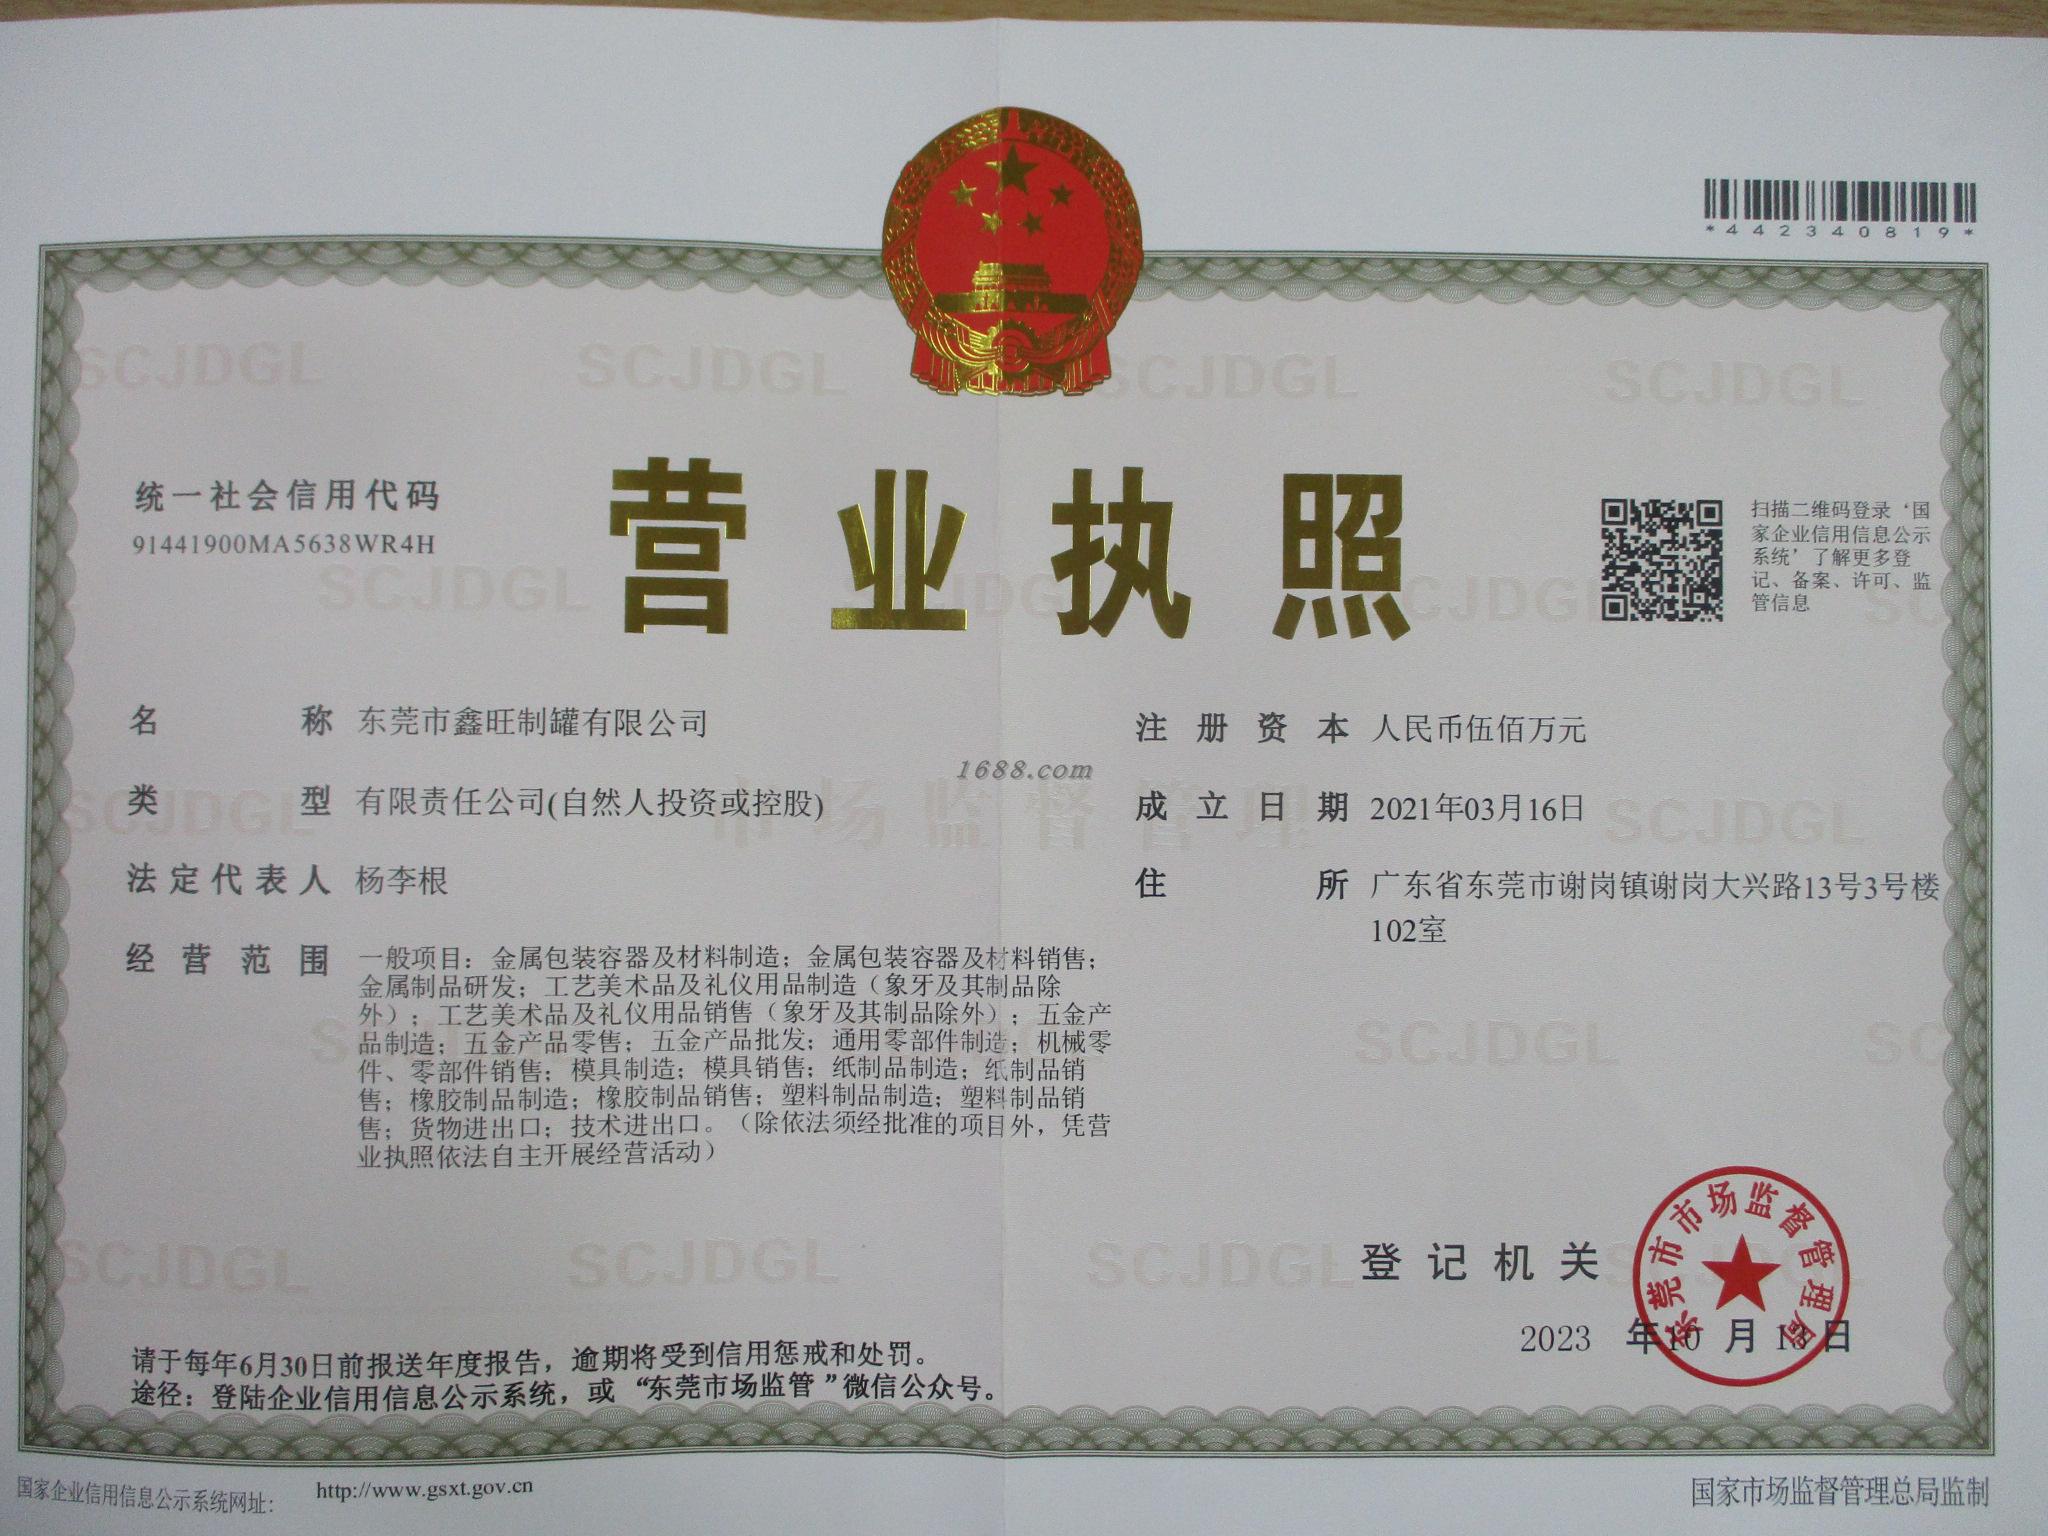 *442340819*
统一社会信用代码
91441900MA5638WR4H
营业执照
扫描二维码登录‘国
家企业信用信息公示
系统’了解更多登
记、备案、许可、监
管信息
名称 东莞市鑫旺制罐有限公司
类型 有限责任公司(自然人投资或控股)
法定代表人 杨李根
经营范围 一般项目：金属包装容器及材料制造；金属包装容器及材料销售；
金属制品研发；工艺美术品及礼仪用品制造（象牙及其制品除
外）；工艺美术品及礼仪用品销售（象牙及其制品除外）；五金产
品制造；五金产品零售；五金产品批发；通用零部件制造；机械零
件、零部件销售；模具制造；模具销售；纸制品制造；纸制品销
售；橡胶制品制造；橡胶制品销售；塑料制品制造；塑料制品销
售；货物进出口；技术进出口。（除依法须经批准的项目外，凭营
业执照依法自主开展经营活动）
注册资本 人民币伍佰万元
成立日期 2021年03月16日
住所 广东省东莞市谢岗镇谢岗大兴路13号3号楼
102室
1688.com
市场监督管理
SCJDGL
登记机关
东莞市市场监督管理局
2023 年10 月 13 日
请于每年6月30日前报送年度报告，逾期将受到信用惩戒和处罚。
途径：登陆企业信用信息公示系统，或“东莞市场监管”微信公众号。
国家企业信用信息公示系统网址： http://www.gsxt.gov.cn
国家市场监督管理总局监制